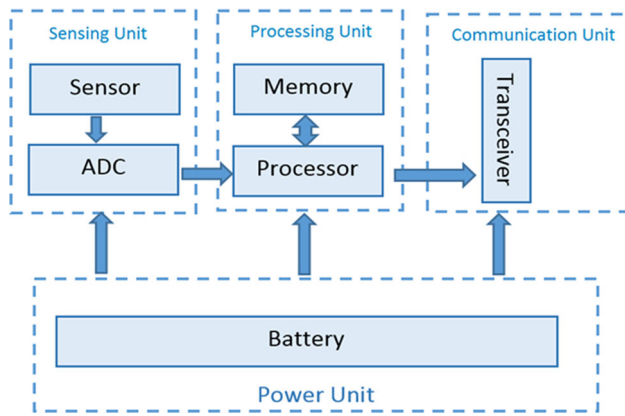 Sensing Unit
Processing Unit
Communication Unit
Sensor
Memory
Transceiver
ADC
Processor
Battery
Power Unit